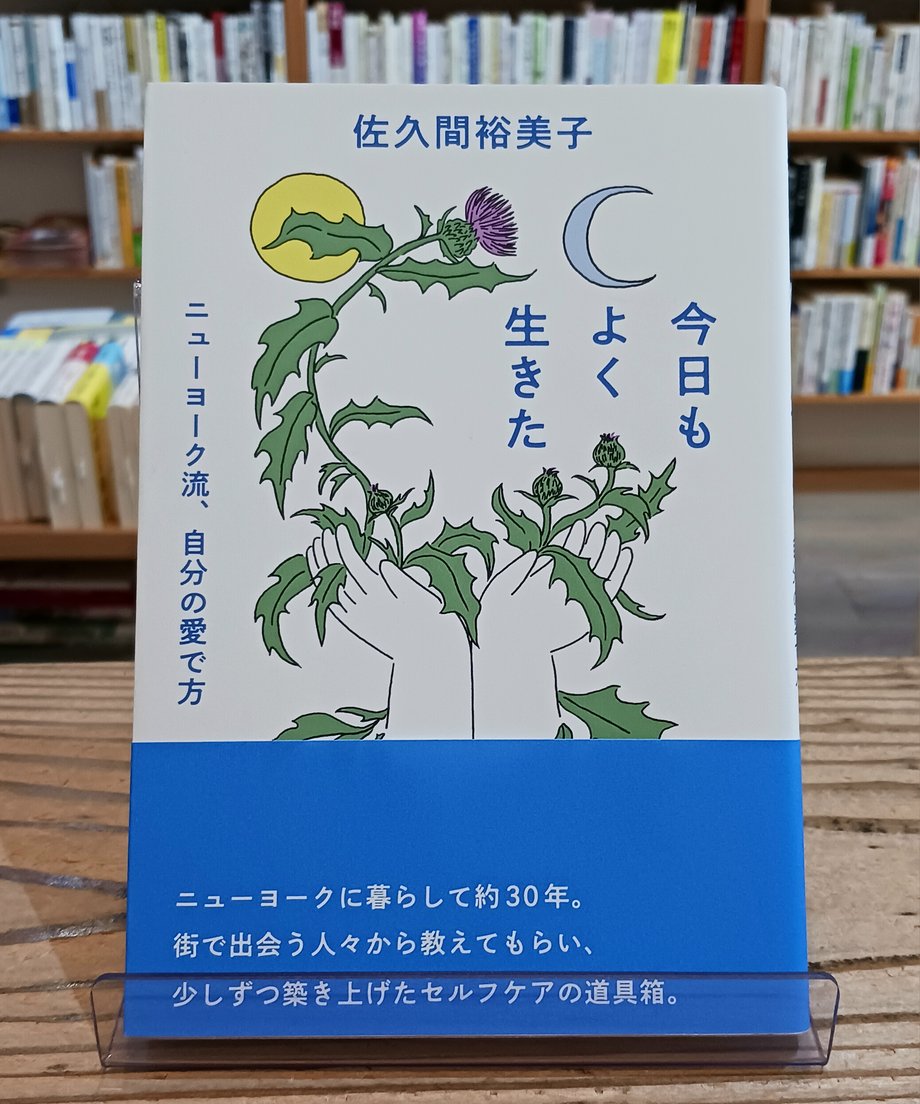 佐久間裕美子
今日も
よく
生きた
ニューヨーク流、自分の愛で方
ニューヨークに暮らして約30年。
街で出会う人々から教えてもらい、
少しずつ築き上げたセルフケアの道具箱。